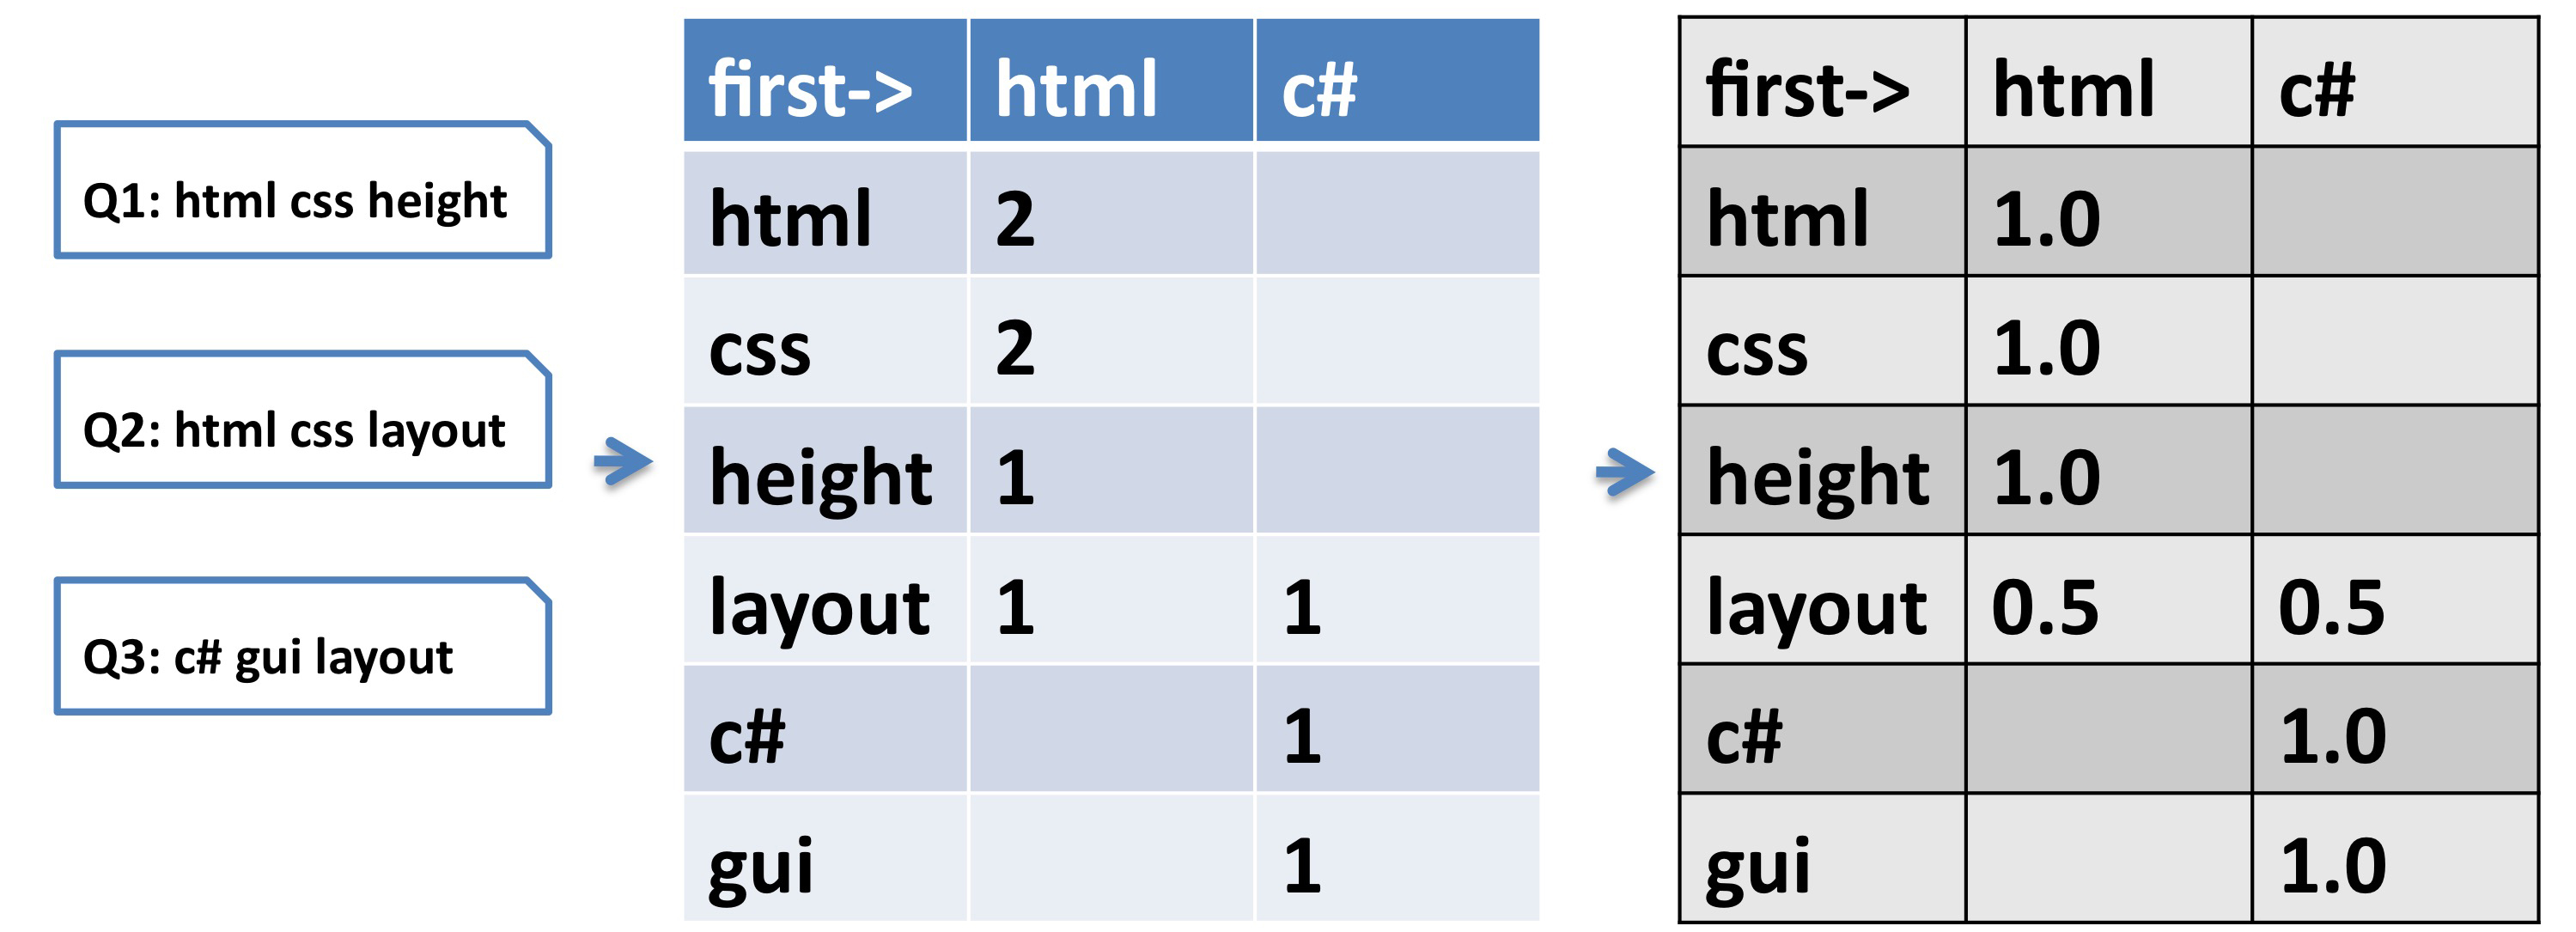 Q1: html css height
Q2: html css layout
Q3: c# gui layout
first-> html c#
html 2
css 2
height 1
layout 1 1
c# 1
gui 1
first-> html c#
html 1.0
css 1.0
height 1.0
layout 0.5 0.5
c# 1.0
gui 1.0